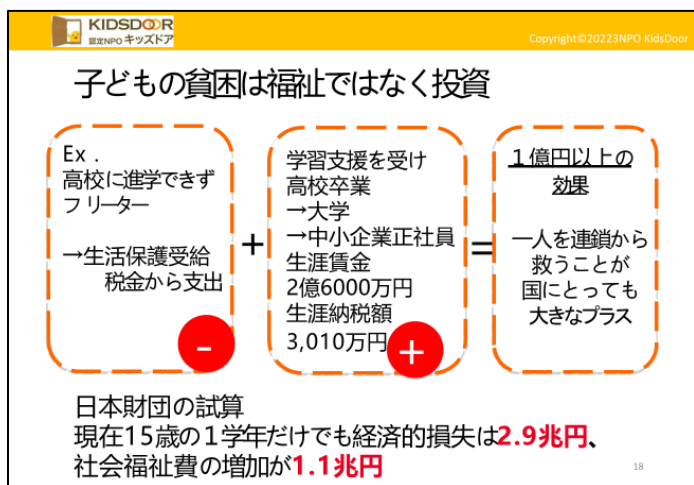 KIDSDOOR
認定NPO キッズドア
Copyright©20223NPO KidsDoor
子どもの貧困は福祉ではなく投資
Ex．
高校に進学できず
フリーター
→生活保護受給
税金から支出
-
+
学習支援を受け
高校卒業
→大学
→中小企業正社員
生涯賃金
2億6000万円
生涯納税額
3,010万円
+
=
１億円以上の
効果
一人を連鎖から
救うことが
国にとっても
大きなプラス
日本財団の試算
現在15歳の１学年だけでも経済的損失は2.9兆円、
社会福祉費の増加が1.1兆円
18